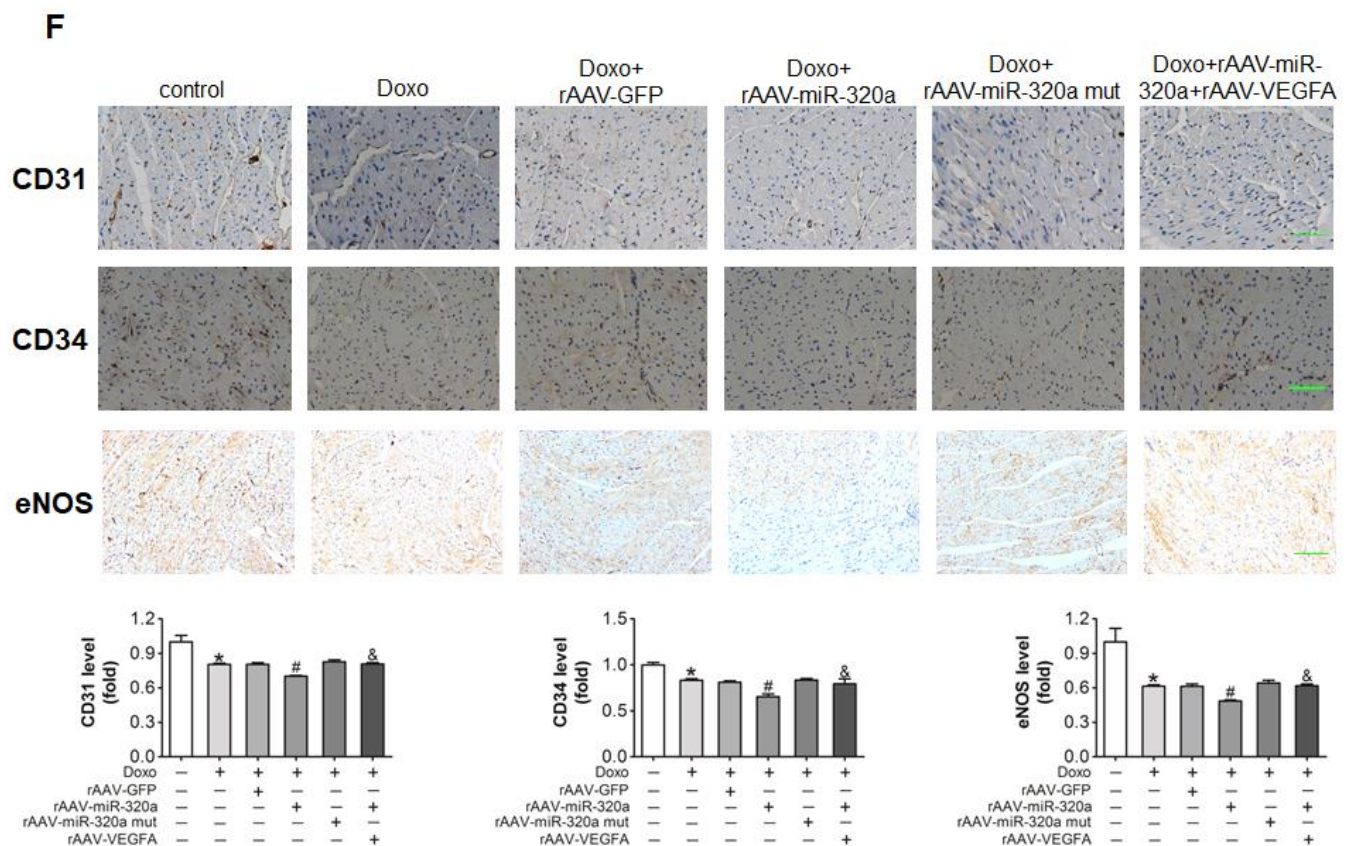 F
control
Doxo
Doxo+
rAAV-GFP
Doxo+
rAAV-miR-320a
Doxo+
rAAV-miR-320a mut
Doxo+rAAV-miR-
320a+rAAV-VEGFA
CD31
CD34
eNOS
CD31 level
(fold)
1.2
0.9
0.6
0.3
0.0
*
#
&
Doxo − + + + + +
rAAV-GFP − − + − − −
rAAV-miR-320a − − − + − +
rAAV-miR-320a mut − − − − + −
rAAV-VEGFA − − − − − +
CD34 level
(fold)
1.5
1.0
0.5
0.0
*
#
&
Doxo − + + + + +
rAAV-GFP − − + − − −
rAAV-miR-320a − − − + − +
rAAV-miR-320a mut − − − − + −
rAAV-VEGFA − − − − − +
eNOS level
(fold)
1.2
0.9
0.6
0.3
0.0
*
#
&
Doxo − + + + + +
rAAV-GFP − − + − − −
rAAV-miR-320a − − − + − +
rAAV-miR-320a mut − − − − + −
rAAV-VEGFA − − − − − +